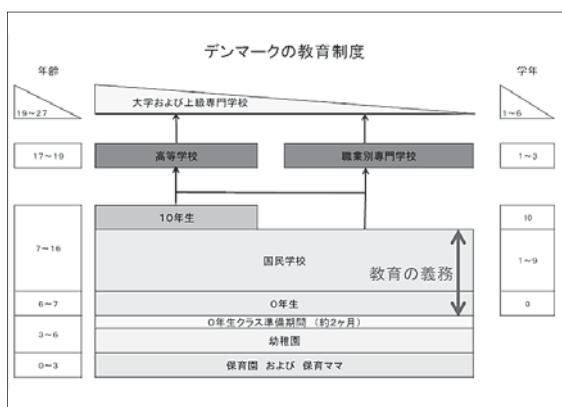 デンマークの教育制度
年齢
学年
19～27
大学および上級専門学校
1～6
17～19
高等学校
職業別専門学校
1～3
7～16
10年生
10
国民学校
教育の義務
1～9
6～7
0年生
0
3～6
0年生クラス準備期間 (約2ヶ月)
幼稚園
0～3
保育園 および 保育ママ